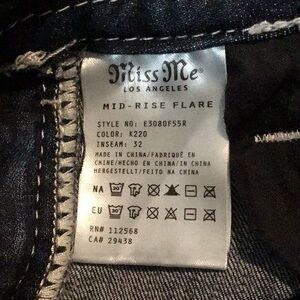 Miss Me
LOS ANGELES
MID-RISE FLARE
STYLE NO: E3080F55R
COLOR: K220
INSEAM: 32
MADE IN CHINA/FABRIQUÉ EN
CHINE/HECHO EN CHINA/IN CHINA
HERGESTELLT/FEITO NA CHINA
NA
EU
RN# 112568
CA# 29438